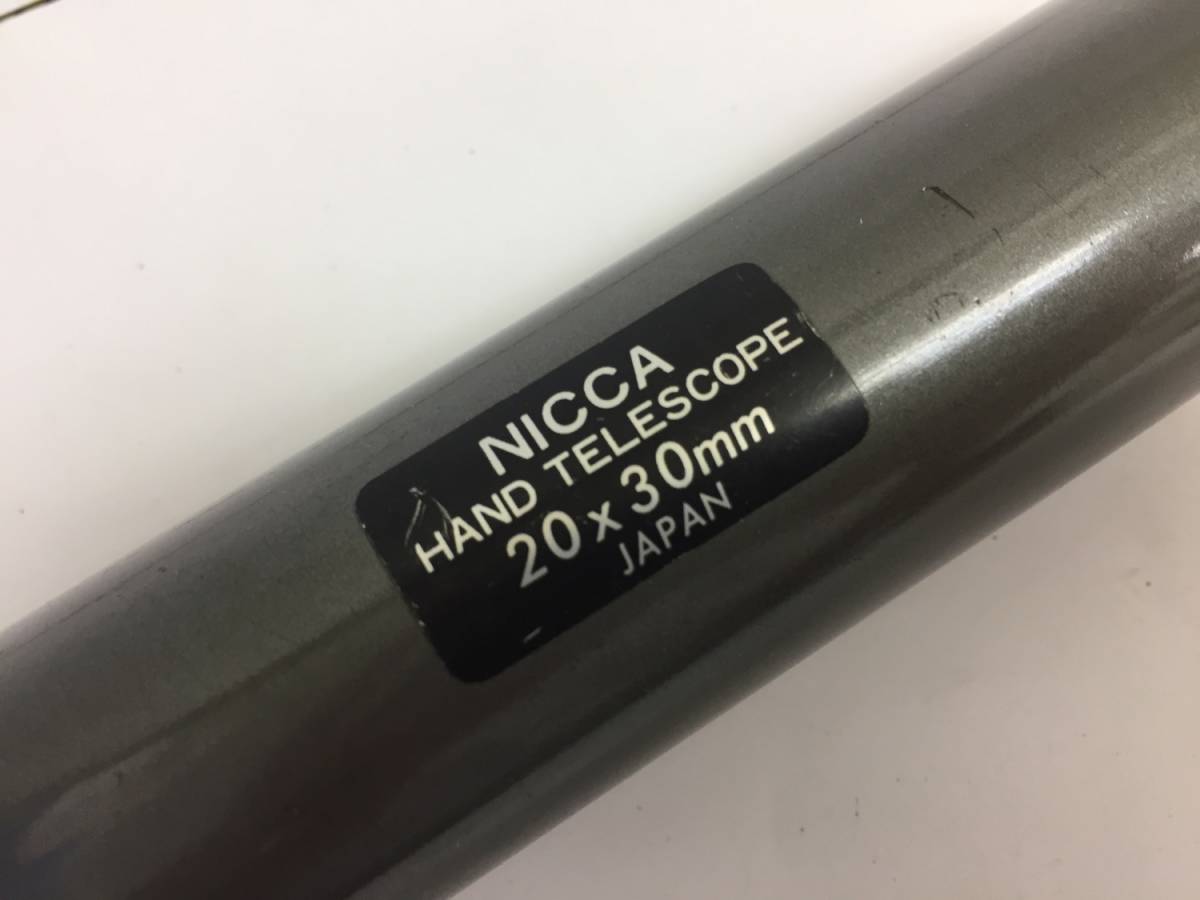 NICCA
HAND TELESCOPE
20 x 30mm
JAPAN